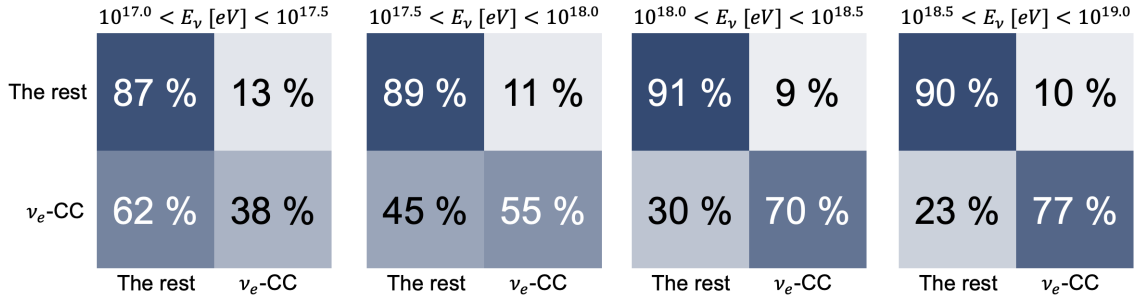 10^17.0 < E_ν [eV] < 10^17.5 10^17.5 < E_ν [eV] < 10^18.0 10^18.0 < E_ν [eV] < 10^18.5 10^18.5 < E_ν [eV] < 10^19.0
The rest 87 % 13 % 89 % 11 % 91 % 9 % 90 % 10 %
ν_e-CC 62 % 38 % 45 % 55 % 30 % 70 % 23 % 77 %
The rest ν_e-CC The rest ν_e-CC The rest ν_e-CC The rest ν_e-CC